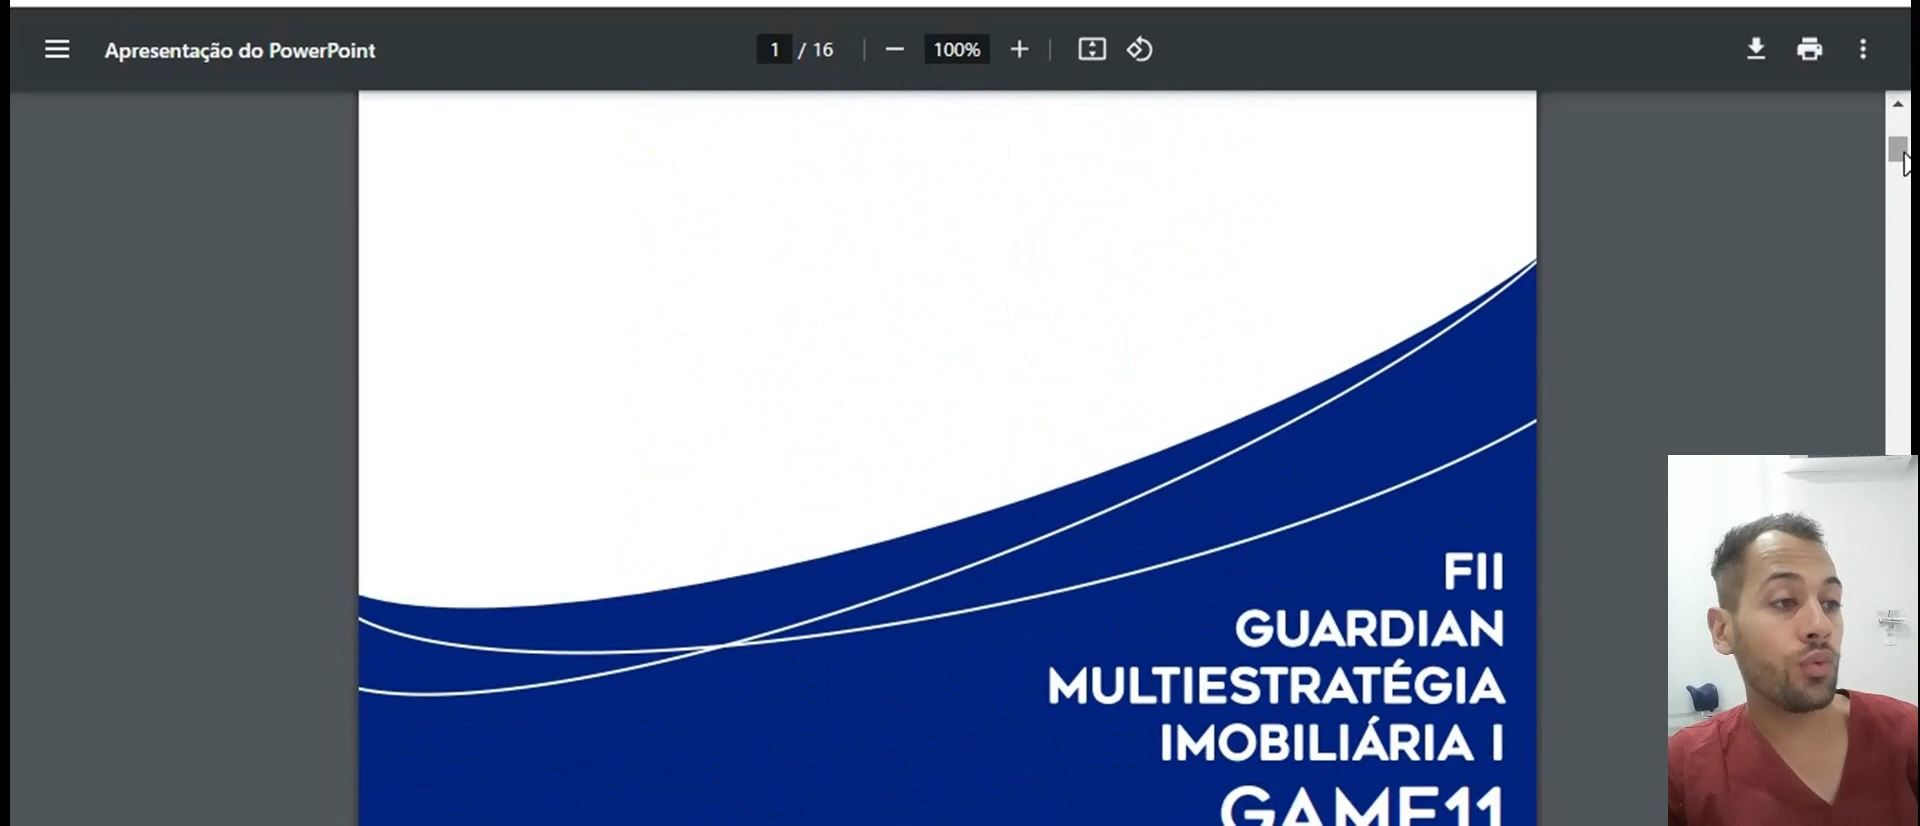 Apresentação do PowerPoint
1 / 16
100%
FII
GUARDIAN
MULTIESTRATÉGIA
IMOBILIÁRIA I
GAME11